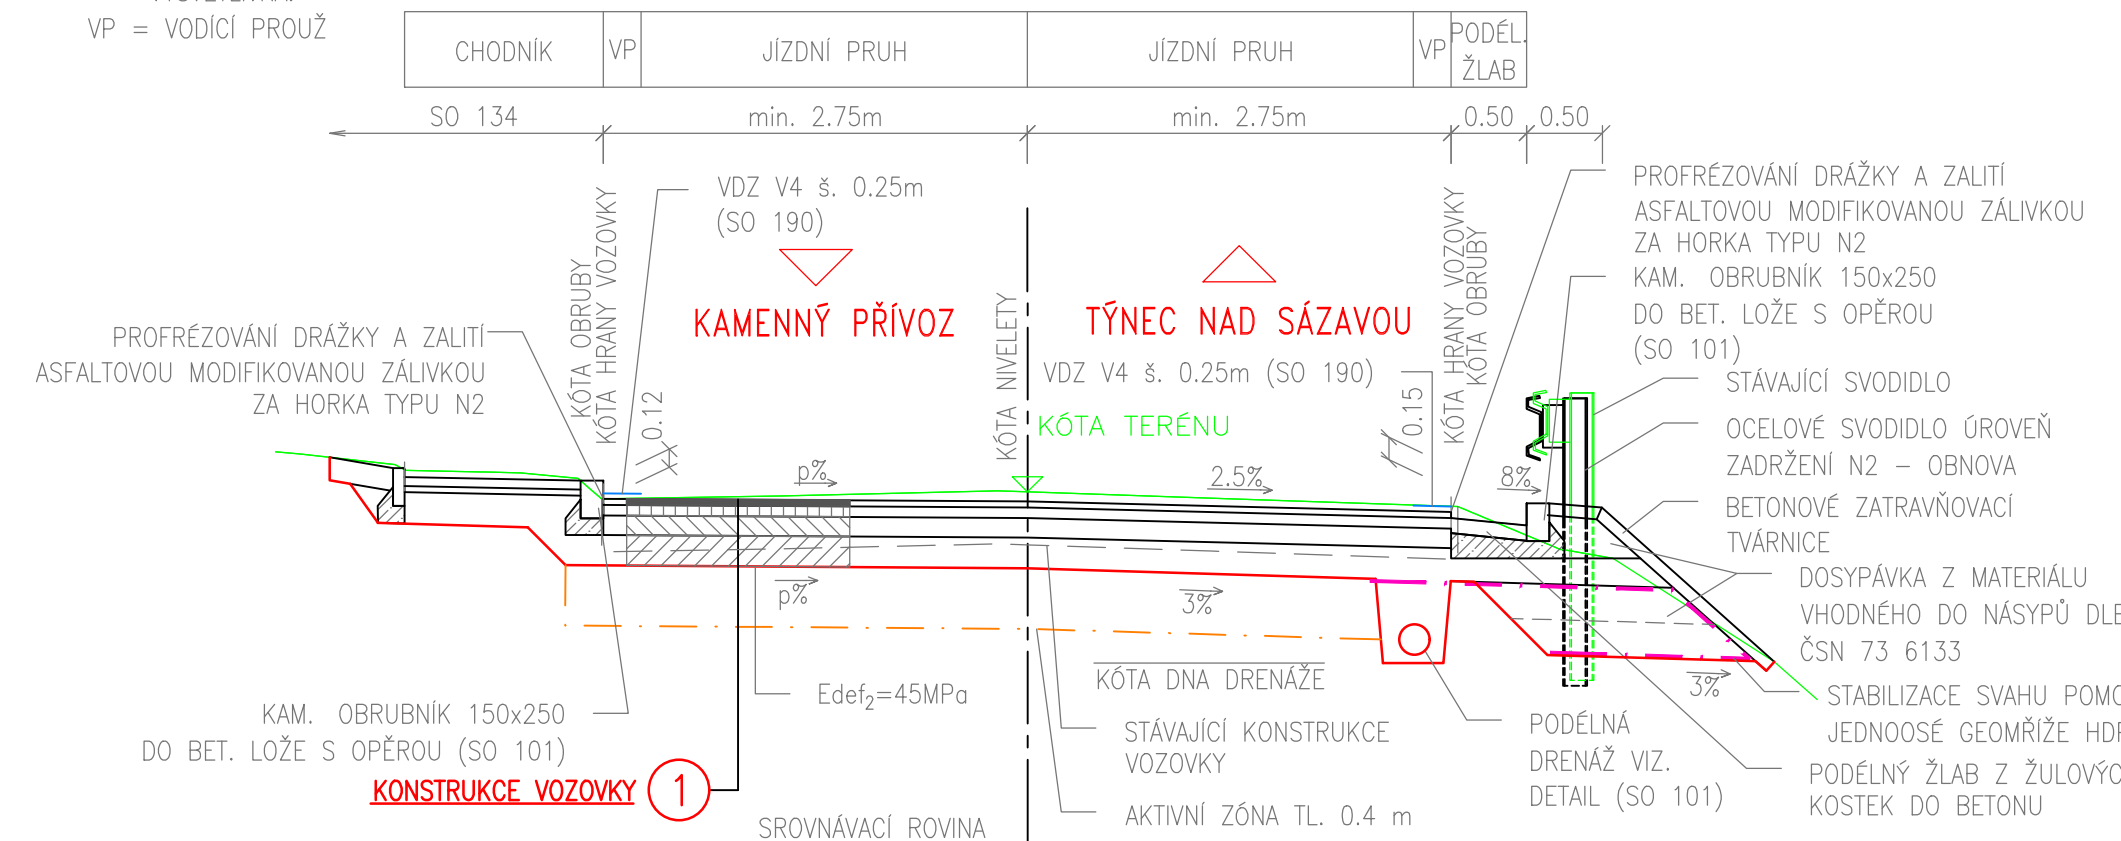 VP = VODÍCÍ PROUŽ
CHODNÍK
VP
JÍZDNÍ PRUH
JÍZDNÍ PRUH
VP
PODÉL.
ŽLAB
SO 134
min. 2.75m
min. 2.75m
0.50
0.50
VDZ V4 š. 0.25m
(SO 190)
KÓTA OBRUBY
KÓTA HRANY VOZOVKY
KAMENNÝ PŘÍVOZ
KÓTA NIVELETY
TÝNEC NAD SÁZAVOU
VDZ V4 š. 0.25m (SO 190)
KÓTA TERÉNU
KÓTA HRANY VOZOVKY
KÓTA OBRUBY
PROFRÉZOVÁNÍ DRÁŽKY A ZALITÍ
ASFALTOVOU MODIFIKOVANOU ZÁLIVKOU
ZA HORKA TYPU N2
KAM. OBRUBNÍK 150x250
DO BET. LOŽE S OPĚROU
(SO 101)
PROFRÉZOVÁNÍ DRÁŽKY A ZALITÍ
ASFALTOVOU MODIFIKOVANOU ZÁLIVKOU
ZA HORKA TYPU N2
0.12
0.15
p%
2.5%
8%
STÁVAJÍCÍ SVODIDLO
OCELOVÉ SVODIDLO ÚROVEŇ
ZADRŽENÍ N2 – OBNOVA
BETONOVÉ ZATRAVŇOVACÍ
TVÁRNICE
DOSYPÁVKA Z MATERIÁLU
VHODNÉHO DO NÁSYPŮ DLE
ČSN 73 6133
p%
3%
3%
STABILIZACE SVAHU POMO
JEDNOOSÉ GEOMŘÍŽE HDP
PODÉLNÝ ŽLAB Z ŽULOVÝC
KOSTEK DO BETONU
KAM. OBRUBNÍK 150x250
DO BET. LOŽE S OPĚROU (SO 101)
KONSTRUKCE VOZOVKY
1
Edef2=45MPa
KÓTA DNA DRENÁŽE
STÁVAJÍCÍ KONSTRUKCE
VOZOVKY
AKTIVNÍ ZÓNA TL. 0.4 m
PODÉLNÁ
DRENÁŽ VIZ.
DETAIL (SO 101)
SROVNÁVACÍ ROVINA